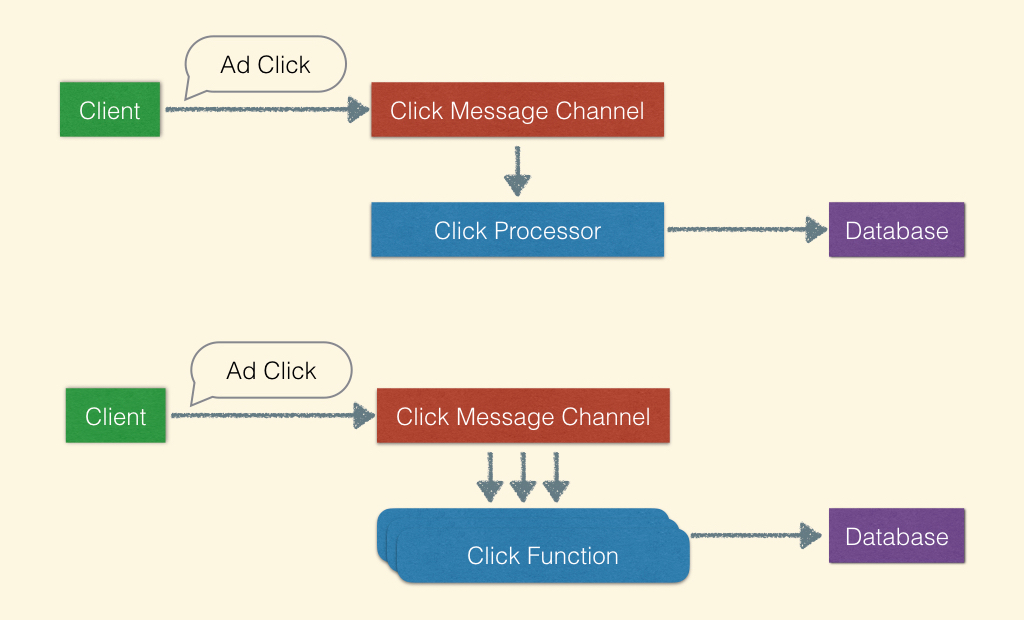 Ad Click
Client
Click Message Channel
Click Processor
Database
Ad Click
Client
Click Message Channel
Click Function
Database